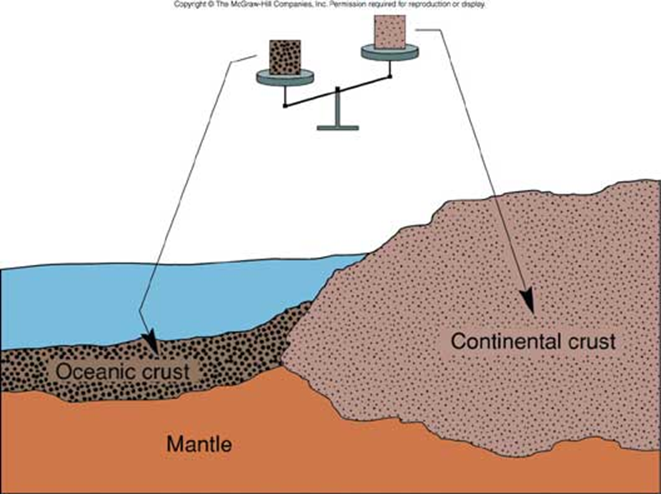 Copyright © The McGraw-Hill Companies, Inc. Permission required for reproduction or display.
Continental crust
Oceanic crust
Mantle